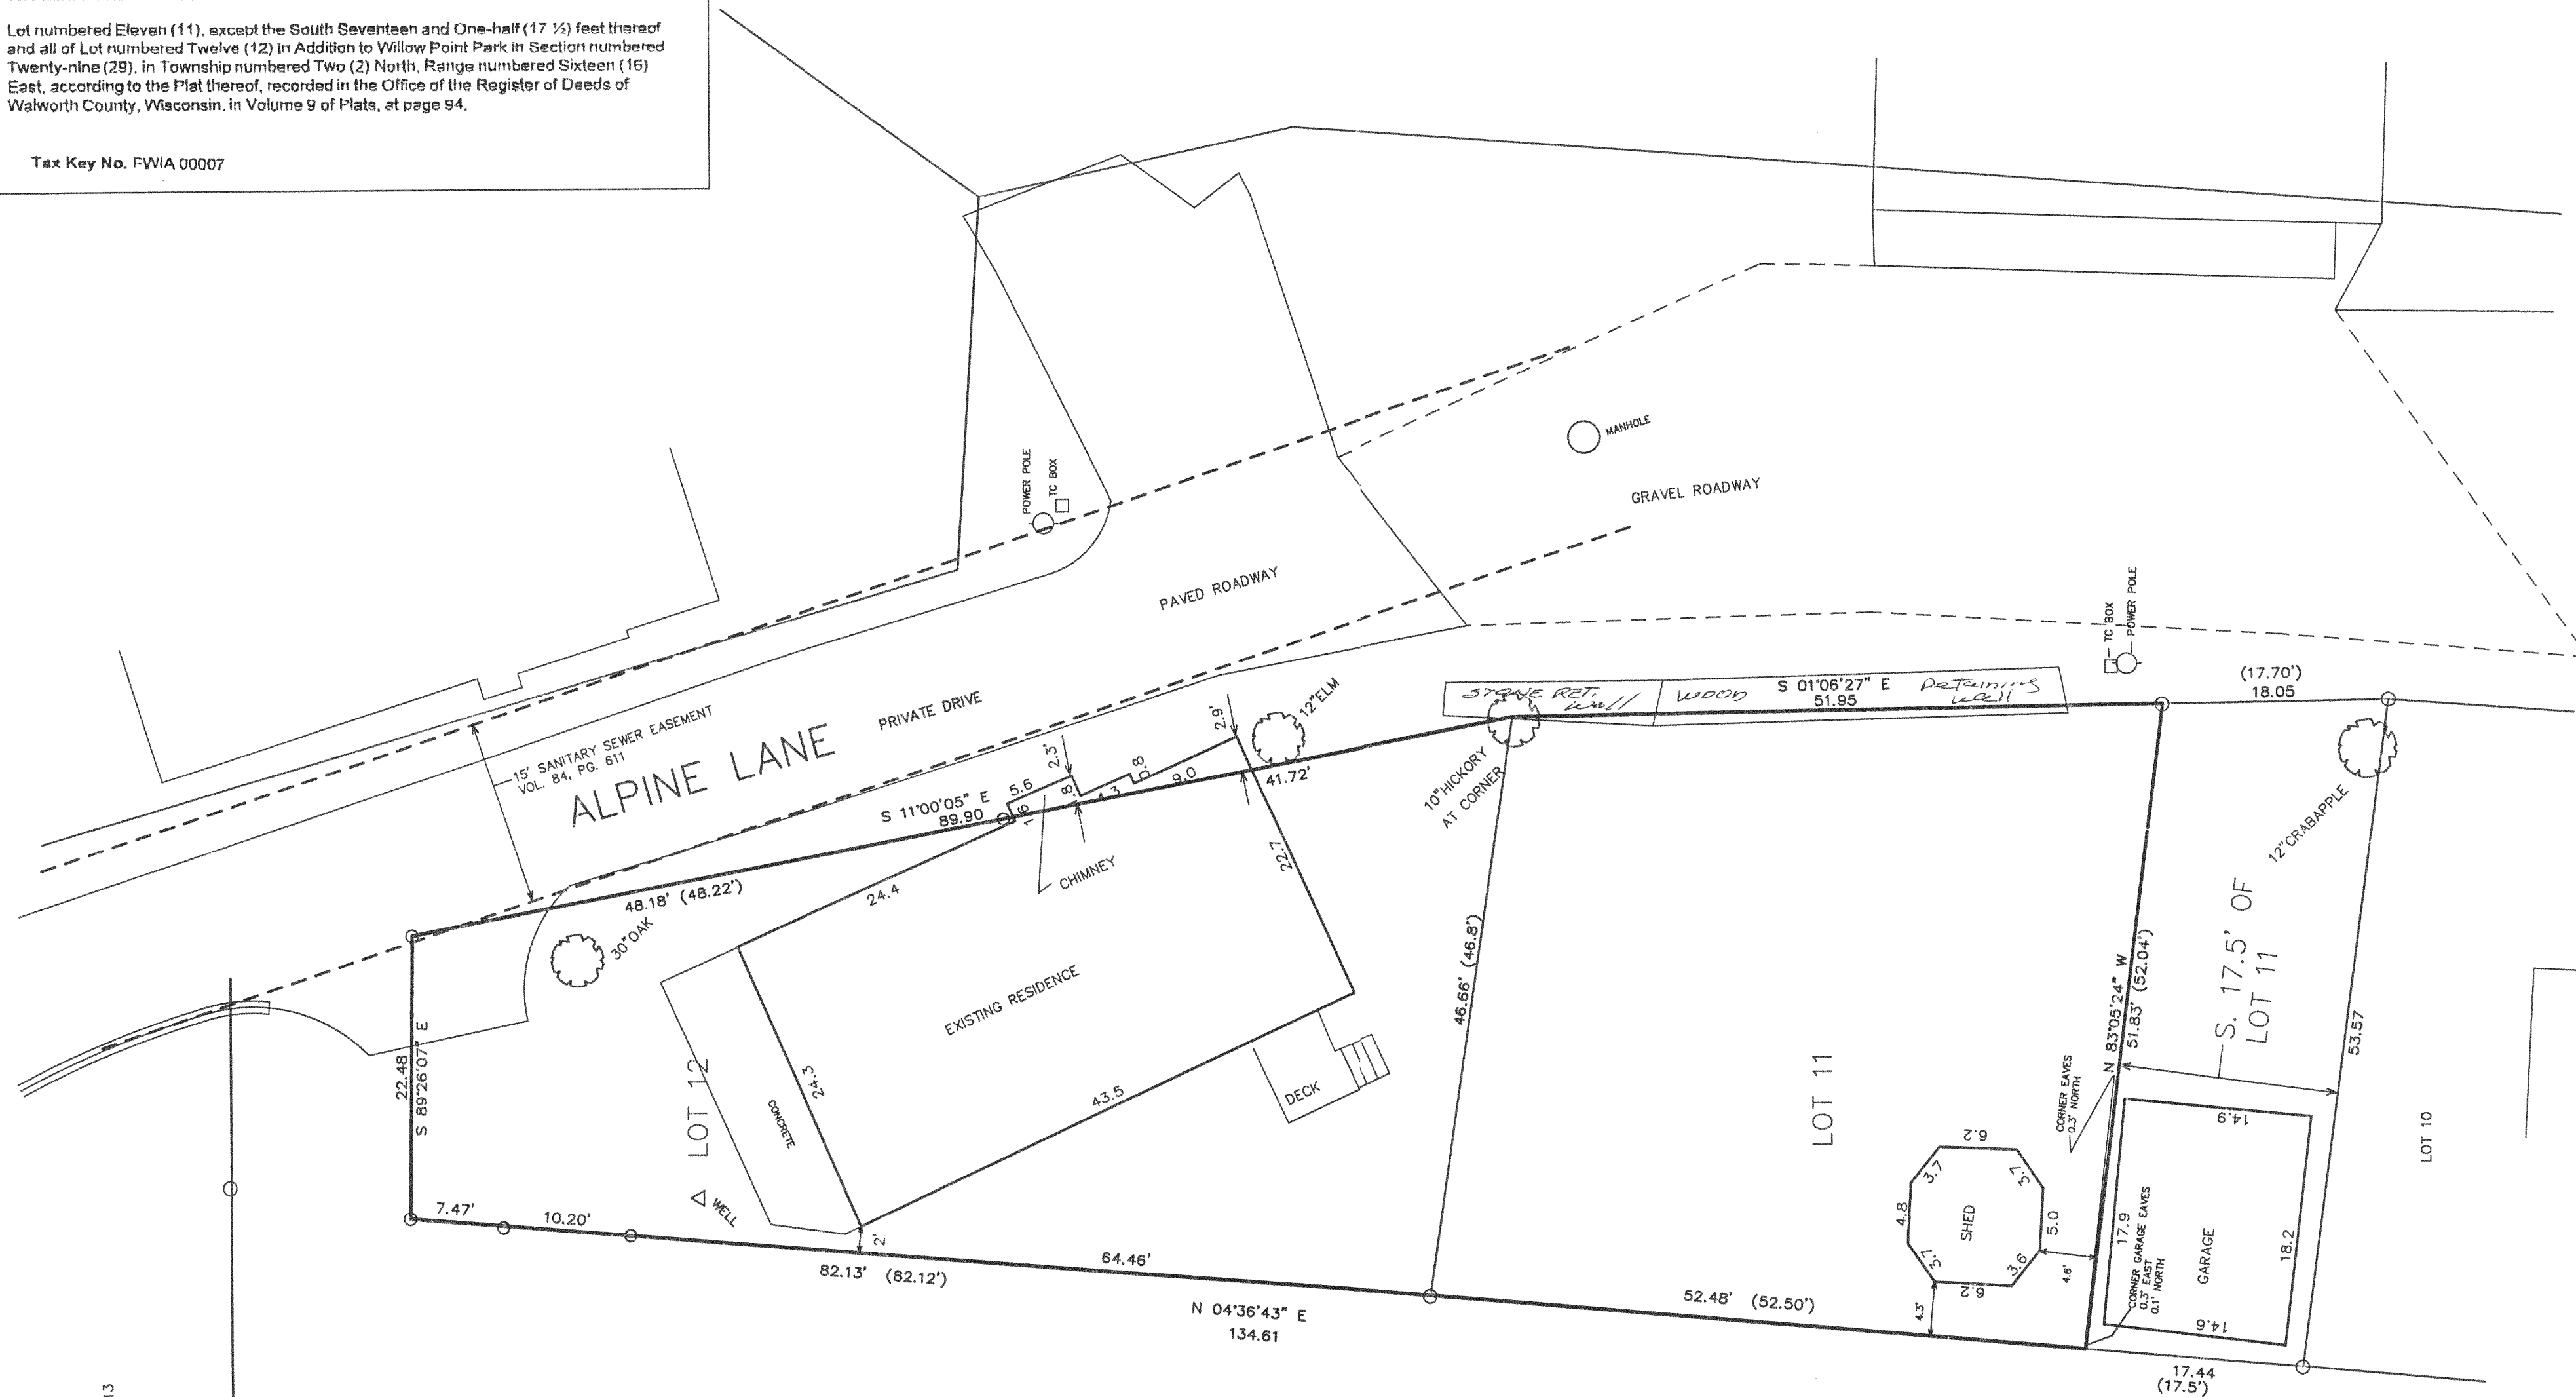 Lot numbered Eleven (11), except the South Seventeen and One-half (17 ½) feet thereof
and all of Lot numbered Twelve (12) in Addition to Willow Point Park in Section numbered
Twenty-nine (29), in Township numbered Two (2) North, Range numbered Sixteen (16)
East, according to the Plat thereof, recorded in the Office of the Register of Deeds of
Walworth County, Wisconsin, in Volume 9 of Plats, at page 94.
Tax Key No. FWIA 00007
POWER POLE
TC BOX
MANHOLE
GRAVEL ROADWAY
PAVED ROADWAY
TC BOX
POWER POLE
(17.70')
18.05
STONE RET.
Wall
WOOD
S 01°06'27" E
51.95
Retaining
Wall
PRIVATE DRIVE
15' SANITARY SEWER EASEMENT
VOL. 84, PG. 611
ALPINE LANE
12"ELM
2.9'
2.3'
0.8
9.0
5.6
1.8
4.3
1.6
41.72'
S 11°00'05" E
89.90
10"HICKORY
AT CORNER
12"CRABAPPLE
48.18' (48.22')
24.4
CHIMNEY
22.7
30"OAK
EXISTING RESIDENCE
46.66' (46.8')
N 83°05'24" W
51.83' (52.04')
S. 17.5' OF
LOT 11
53.57
22.48
S 89°26'07" E
LOT 12
CONCRETE
24.3
43.5
DECK
LOT 11
CORNER EAVES
0.3' NORTH
14.9
LOT 10
6.2
3.7
3.7
4.8
SHED
5.0
3.7
3.6
6.2
4.6'
4.3'
17.9
CORNER GARAGE EAVES
0.3' EAST
0.1' NORTH
GARAGE
18.2
14.6
WELL
7.47'
10.20'
2'
64.46'
82.13' (82.12')
52.48' (52.50')
N 04°36'43" E
134.61
17.44
(17.5')
13